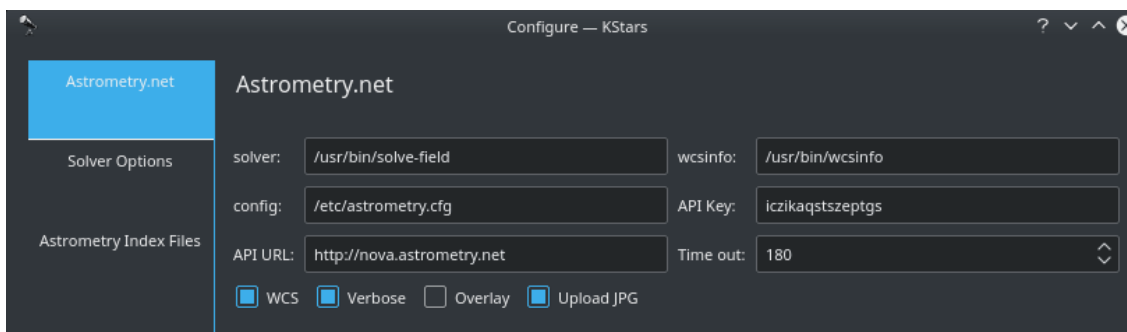 Configure — KStars
Astrometry.net
Astrometry.net
Solver Options
Astrometry Index Files
solver: /usr/bin/solve-field wcsinfo: /usr/bin/wcsinfo
config: /etc/astrometry.cfg API Key: iczikaqstszeptgs
API URL: http://nova.astrometry.net Time out: 180
WCS Verbose Overlay Upload JPG